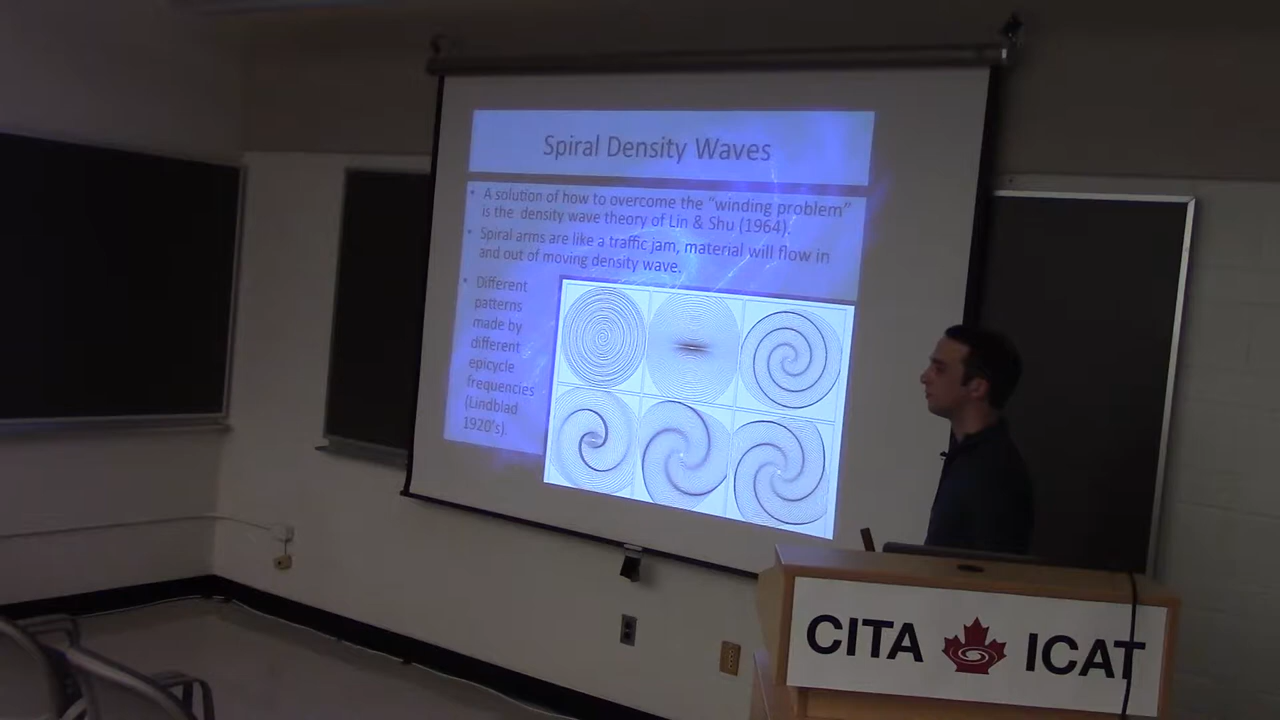 Spiral Density Waves
• A solution of how to overcome the “winding probl”
is the density wave theory of Lin & Shu (1964).
• Spiral arms are like a traffic jam, material will flow in
and out of moving density wave.
• Different
patterns
made by
different
epicycle
frequencies
(Lindblad
1920’s).
CITA ICAT